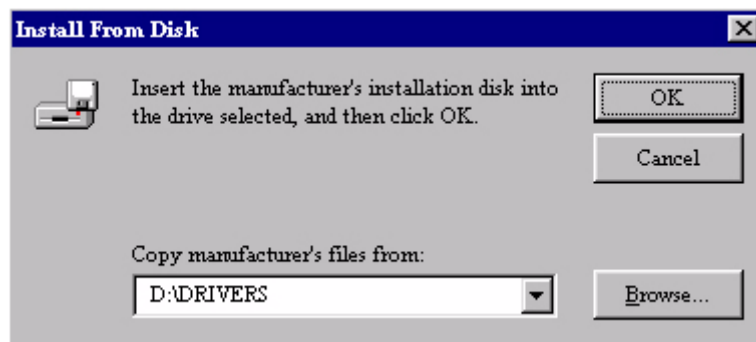 Install From Disk
Insert the manufacturer's installation disk into
the drive selected, and then click OK.
OK
Cancel
Copy manufacturer's files from:
D:\DRIVERS
Browse...